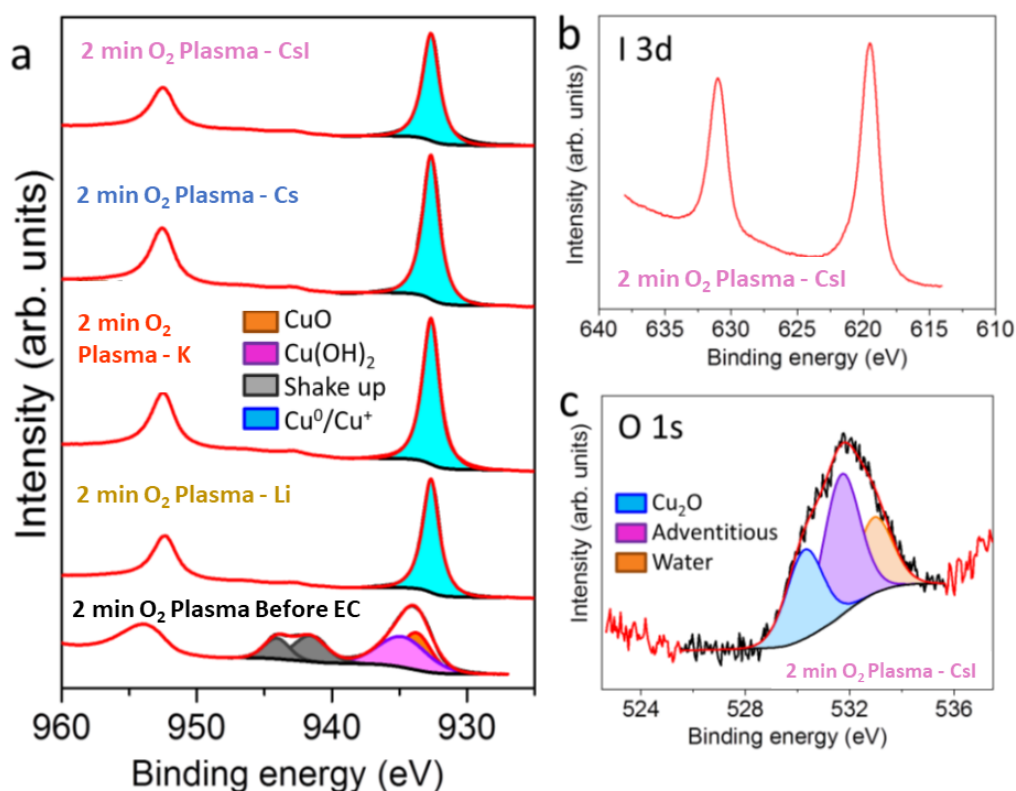 a
2 min O₂ Plasma - CsI
2 min O₂ Plasma - Cs
2 min O₂
Plasma - K
CuO
Cu(OH)₂
Shake up
Cu⁰/Cu⁺
2 min O₂ Plasma - Li
2 min O₂ Plasma Before EC
Intensity (arb. units)
960 950 940 930
Binding energy (eV)
b
I 3d
2 min O₂ Plasma - CsI
Intensity (arb. units)
640 635 630 625 620 615 610
Binding energy (eV)
c
O 1s
Cu₂O
Adventitious
Water
2 min O₂ Plasma - CsI
Intensity (arb. units)
524 528 532 536
Binding energy (eV)